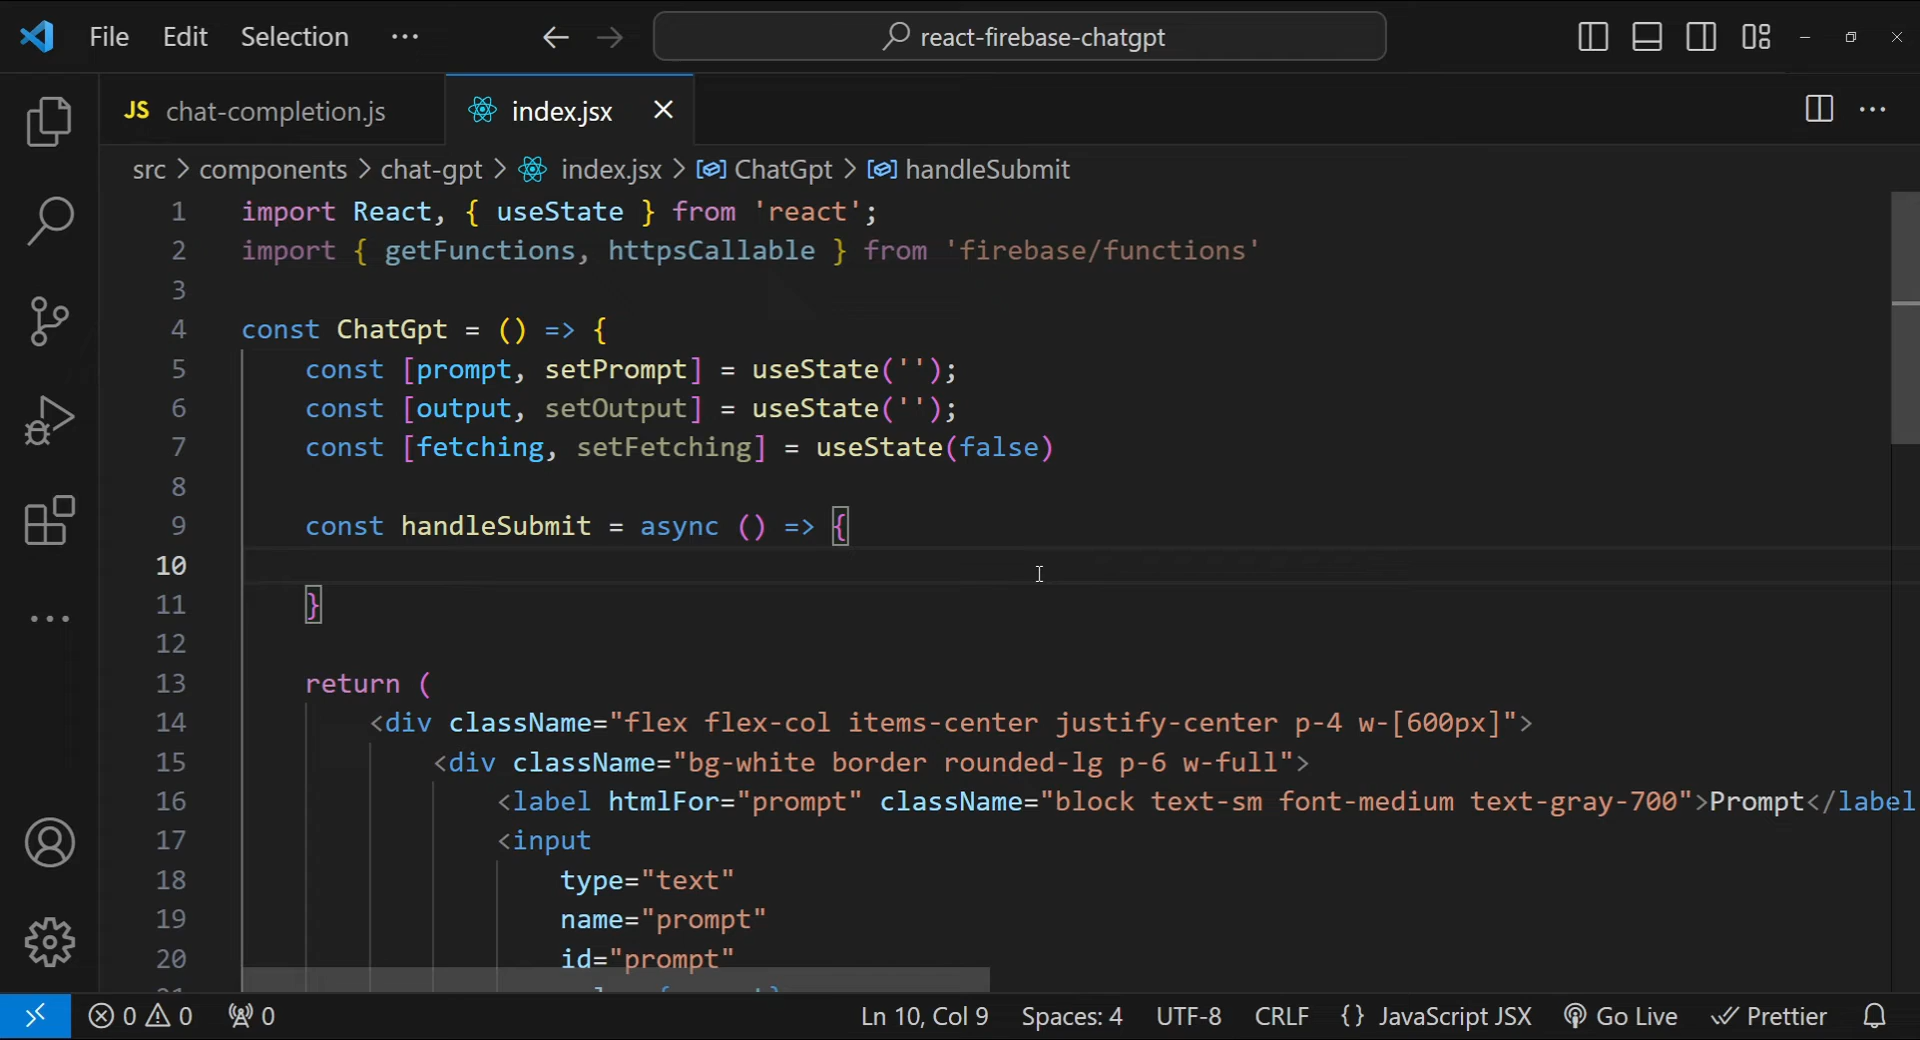 File Edit Selection ··· react-firebase-chatgpt
JS chat-completion.js index.jsx
src > components > chat-gpt > index.jsx > ChatGpt > handleSubmit
1 import React, { useState } from 'react';
2 import { getFunctions, httpsCallable } from 'firebase/functions'
3
4 const ChatGpt = () => {
5 const [prompt, setPrompt] = useState('');
6 const [output, setOutput] = useState('');
7 const [fetching, setFetching] = useState(false)
8
9 const handleSubmit = async () => {
10
11 }
12
13 return (
14 <div className="flex flex-col items-center justify-center p-4 w-[600px]">
15 <div className="bg-white border rounded-lg p-6 w-full">
16 <label htmlFor="prompt" className="block text-sm font-medium text-gray-700">Prompt</label
17 <input
18 type="text"
19 name="prompt"
20 id="prompt"
0 0 0 Ln 10, Col 9 Spaces: 4 UTF-8 CRLF {} JavaScript JSX Go Live Prettier